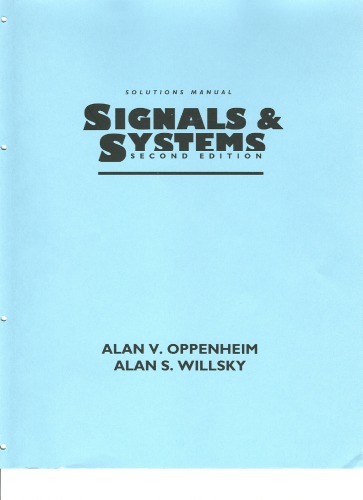 SOLUTIONS MANUAL
SIGNALS &
SYSTEMS
SECOND EDITION
ALAN V. OPPENHEIM
ALAN S. WILLSKY